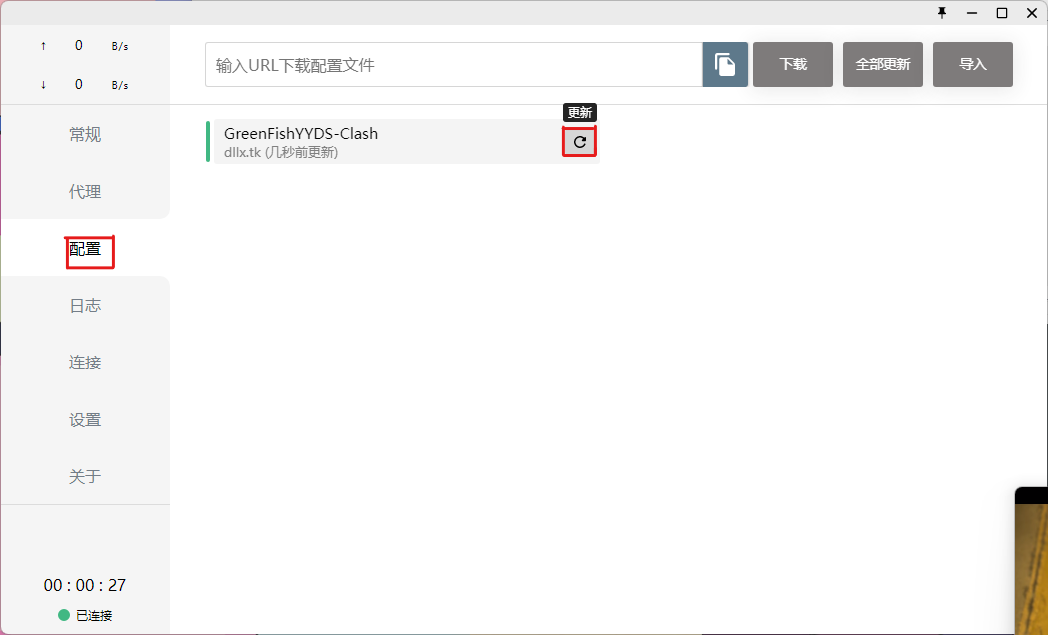 ↑ 0 B/s
↓ 0 B/s
常规
代理
配置
日志
连接
设置
关于
00 : 00 : 27
已连接
输入URL下载配置文件
下载
全部更新
导入
更新
GreenFishYYDS-Clash
dllx.tk (几秒前更新)